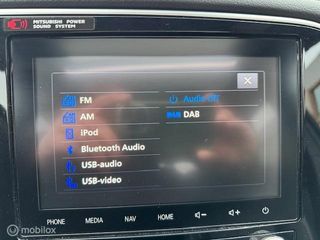 MITSUBISHI POWER
SOUND SYSTEM
FM
Audio Off
AM
DAB
iPod
Bluetooth Audio
USB-audio
USB-video
PHONE
MEDIA
NAV
HOME
mobilox